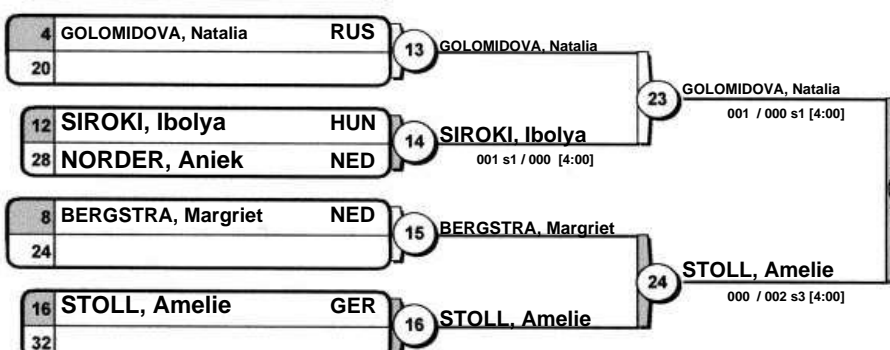 4 GOLOMIDOVA, Natalia RUS
20
13 GOLOMIDOVA, Natalia
12 SIROKI, Ibolya HUN
28 NORDER, Aniek NED
14 SIROKI, Ibolya
001 s1 / 000 [4:00]
23 GOLOMIDOVA, Natalia
001 / 000 s1 [4:00]
8 BERGSTRA, Margriet NED
24
15 BERGSTRA, Margriet
16 STOLL, Amelie GER
32
16 STOLL, Amelie
24 STOLL, Amelie
000 / 002 s3 [4:00]